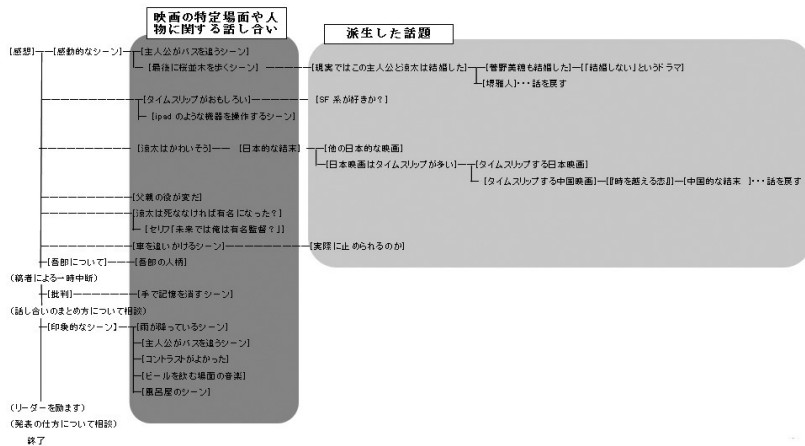 映画の特定場面や人
物に関する話し合い
派生した話題
[感想]
[感動的なシーン]
[主人公がバスを追うシーン]
[最後に桜並木を歩くシーン]
[現実ではこの主人公と涼太は結婚した]
[菅野美穂も結婚した]
[「結婚しない」というドラマ]
[堺雅人]・・・話を戻す
[タイムスリップがおもしろい]
[SF 系が好きか?]
[ipad のような機器を操作するシーン]
[涼太はかわいそう]
[日本的な結末]
[他の日本的な映画]
[日本映画はタイムスリップが多い]
[タイムスリップする日本映画]
[タイムスリップする中国映画]
[『時を越える恋』]
[中国的な結末 ]・・・話を戻す
[父親の役が変だ]
[涼太は死ななければ有名になった?]
[セリフ「未来では俺は有名監督?」]
[車を追いかけるシーン]
[実際に止められるのか]
[吾郎について]
[吾郎の人柄]
(稿者による一時中断)
[批判]
[手で記憶を消すシーン]
(話し合いのまとめ方について相談)
[印象的なシーン]
[雨が降っているシーン]
[主人公がバスを追うシーン]
[コントラストがよかった]
[ビールを飲む場面の音楽]
[風呂屋のシーン]
(リーダーを励ます)
(発表の仕方について相談)
終了